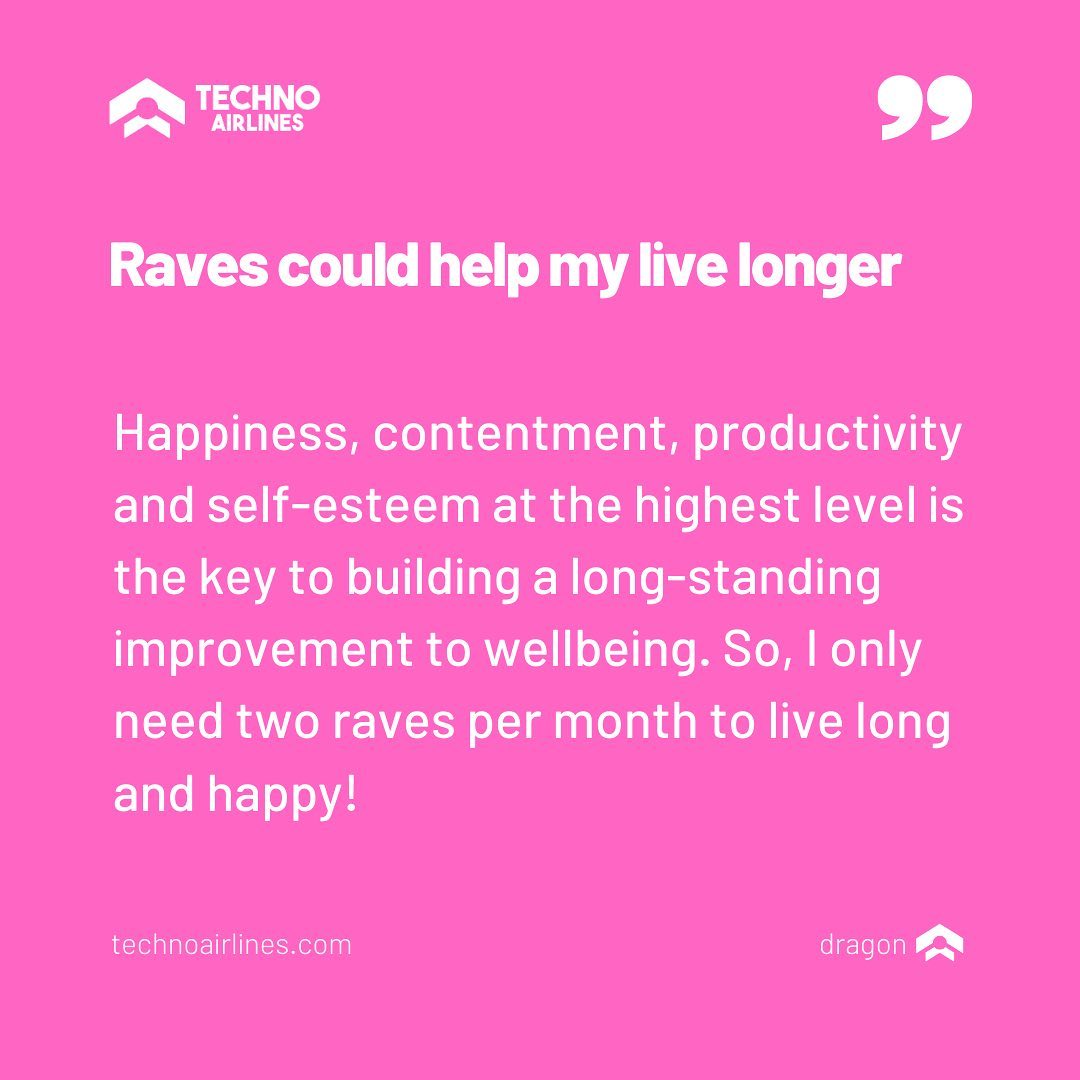 TECHNO
AIRLINES
”
Raves could help my live longer
Happiness, contentment, productivity
and self-esteem at the highest level is
the key to building a long-standing
improvement to wellbeing. So, I only
need two raves per month to live long
and happy!
technoairlines.com
dragon